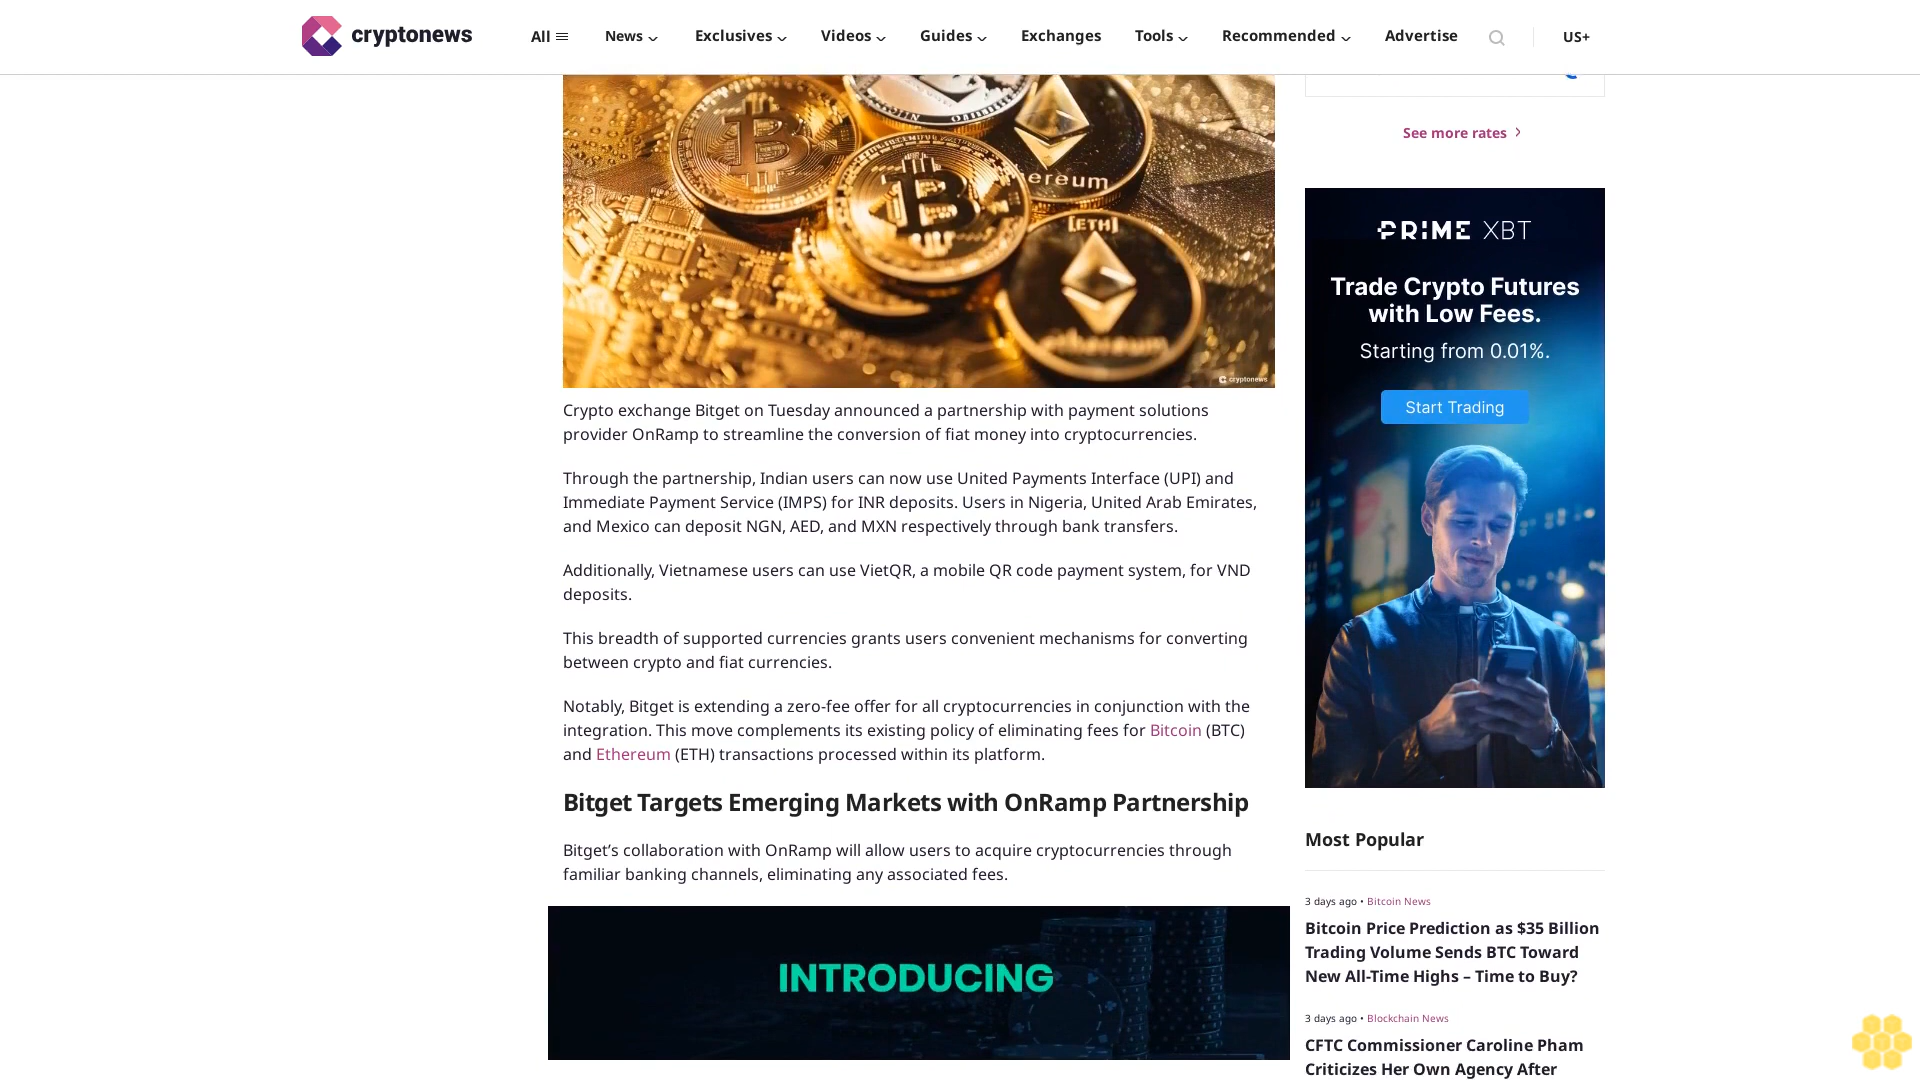 cryptonews
All
News
Exclusives
Videos
Guides
Exchanges
Tools
Recommended
Advertise
US+
ethereum
[ETH]
ethereum
cryptonews
Crypto exchange Bitget on Tuesday announced a partnership with payment solutions
provider OnRamp to streamline the conversion of fiat money into cryptocurrencies.
Through the partnership, Indian users can now use United Payments Interface (UPI) and
Immediate Payment Service (IMPS) for INR deposits. Users in Nigeria, United Arab Emirates,
and Mexico can deposit NGN, AED, and MXN respectively through bank transfers.
Additionally, Vietnamese users can use VietQR, a mobile QR code payment system, for VND
deposits.
This breadth of supported currencies grants users convenient mechanisms for converting
between crypto and fiat currencies.
Notably, Bitget is extending a zero-fee offer for all cryptocurrencies in conjunction with the
integration. This move complements its existing policy of eliminating fees for Bitcoin (BTC)
and Ethereum (ETH) transactions processed within its platform.
Bitget Targets Emerging Markets with OnRamp Partnership
Bitget’s collaboration with OnRamp will allow users to acquire cryptocurrencies through
familiar banking channels, eliminating any associated fees.
INTRODUCING
See more rates
PRIME XBT
Trade Crypto Futures
with Low Fees.
Starting from 0.01%.
Start Trading
Most Popular
3 days ago • Bitcoin News
Bitcoin Price Prediction as $35 Billion
Trading Volume Sends BTC Toward
New All-Time Highs – Time to Buy?
3 days ago • Blockchain News
CFTC Commissioner Caroline Pham
Criticizes Her Own Agency After